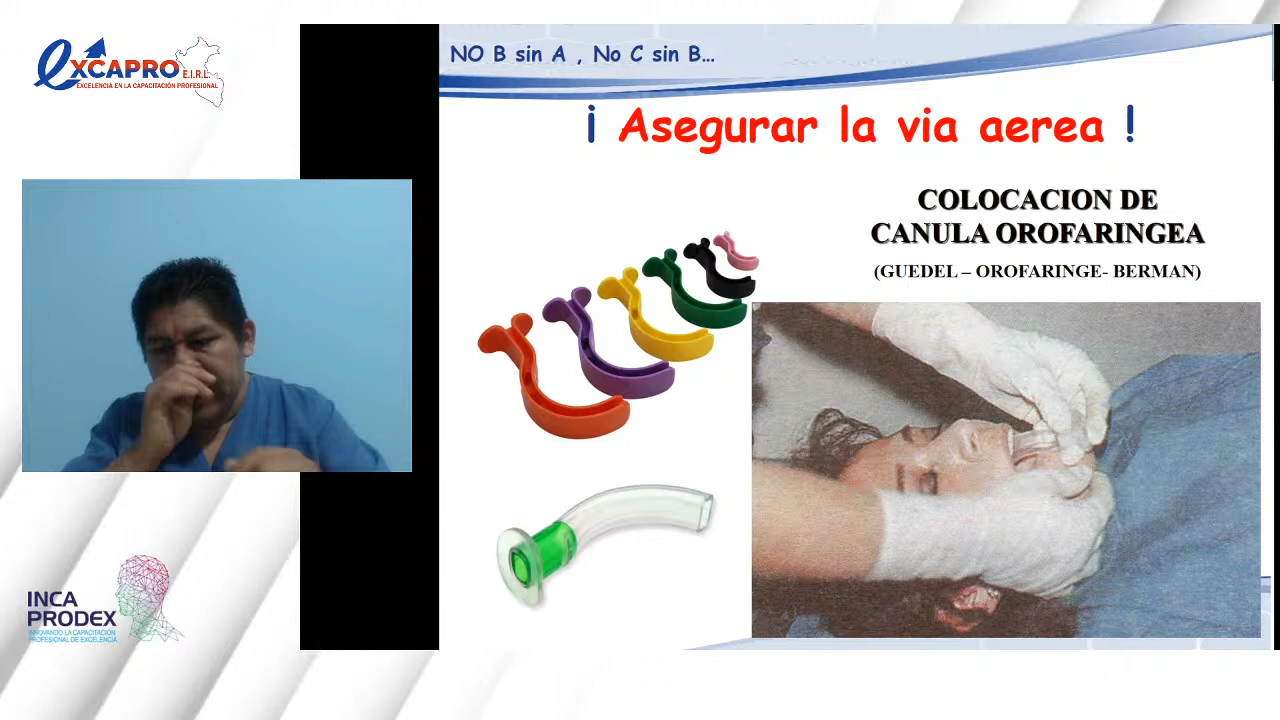 excapro E.I.R.L.
EXCELENCIA EN LA CAPACITACIÓN PROFESIONAL
NO B sin A , No C sin B...
¡ Asegurar la via aerea !
COLOCACION DE
CANULA OROFARINGEA
(GUEDEL – OROFARINGE- BERMAN)
INCA
PRODEX
INNOVANDO LA CAPACITACIÓN
PROFESIONAL DE EXCELENCIA